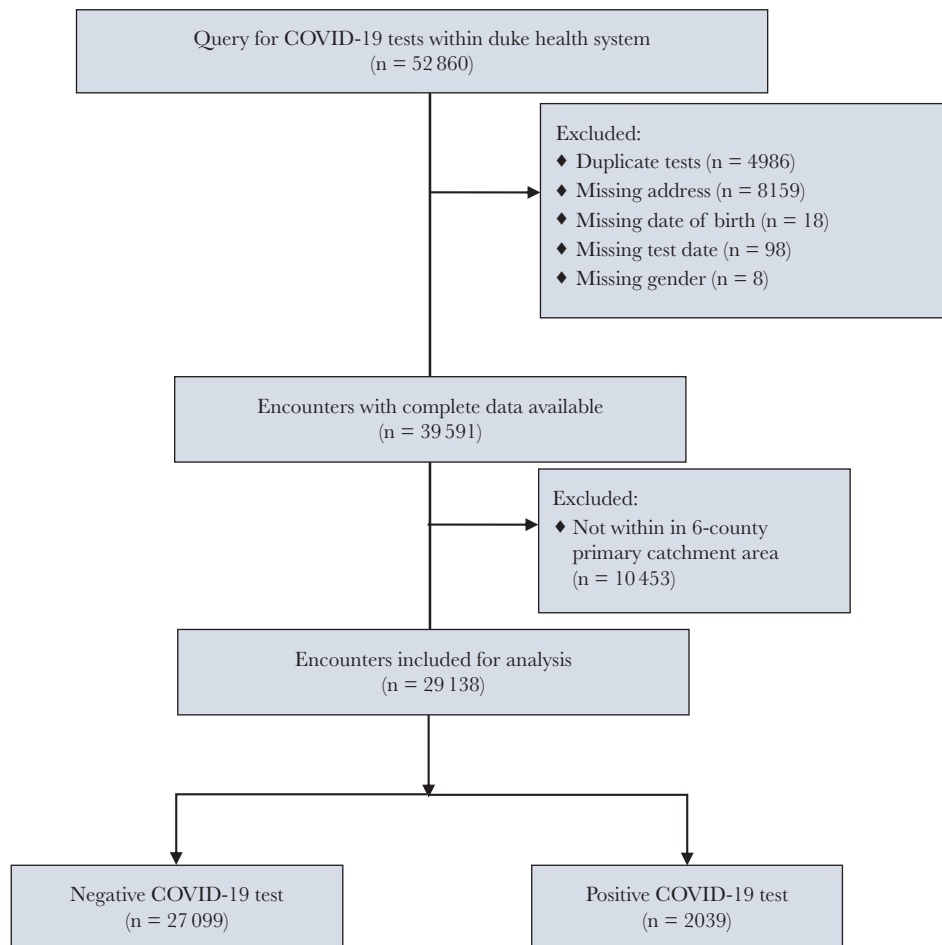 Query for COVID-19 tests within duke health system
(n = 52 860)
Excluded:
♦ Duplicate tests (n = 4986)
♦ Missing address (n = 8159)
♦ Missing date of birth (n = 18)
♦ Missing test date (n = 98)
♦ Missing gender (n = 8)
Encounters with complete data available
(n = 39 591)
Excluded:
♦ Not within in 6-county
primary catchment area
(n = 10 453)
Encounters included for analysis
(n = 29 138)
Negative COVID-19 test
(n = 27 099)
Positive COVID-19 test
(n = 2039)